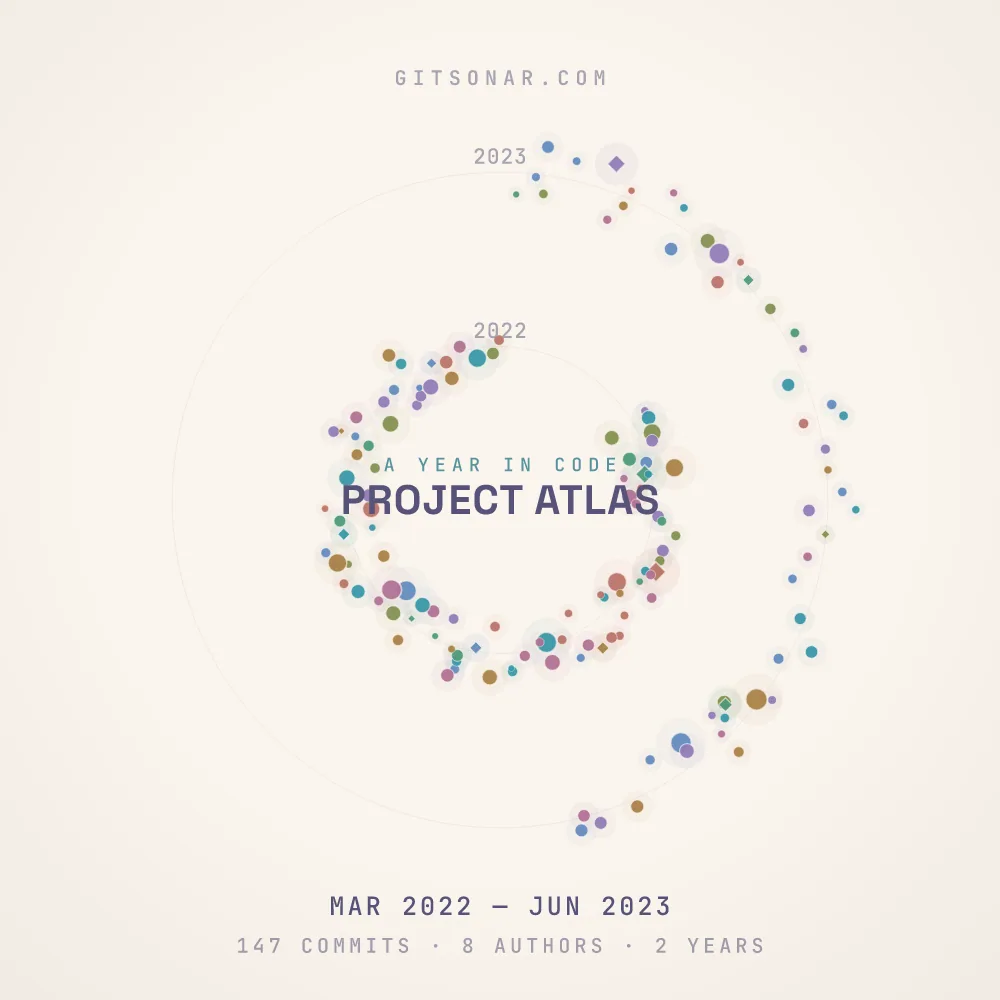 GITSONAR.COM
2023
2022
A YEAR IN CODE
PROJECT ATLAS
MAR 2022 — JUN 2023
147 COMMITS · 8 AUTHORS · 2 YEARS